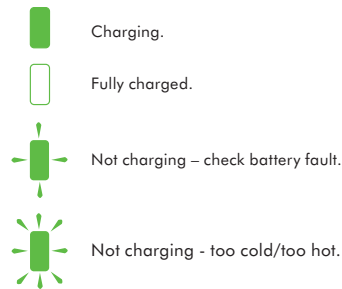 Charging.
Fully charged.
Not charging – check battery fault.
Not charging - too cold/too hot.